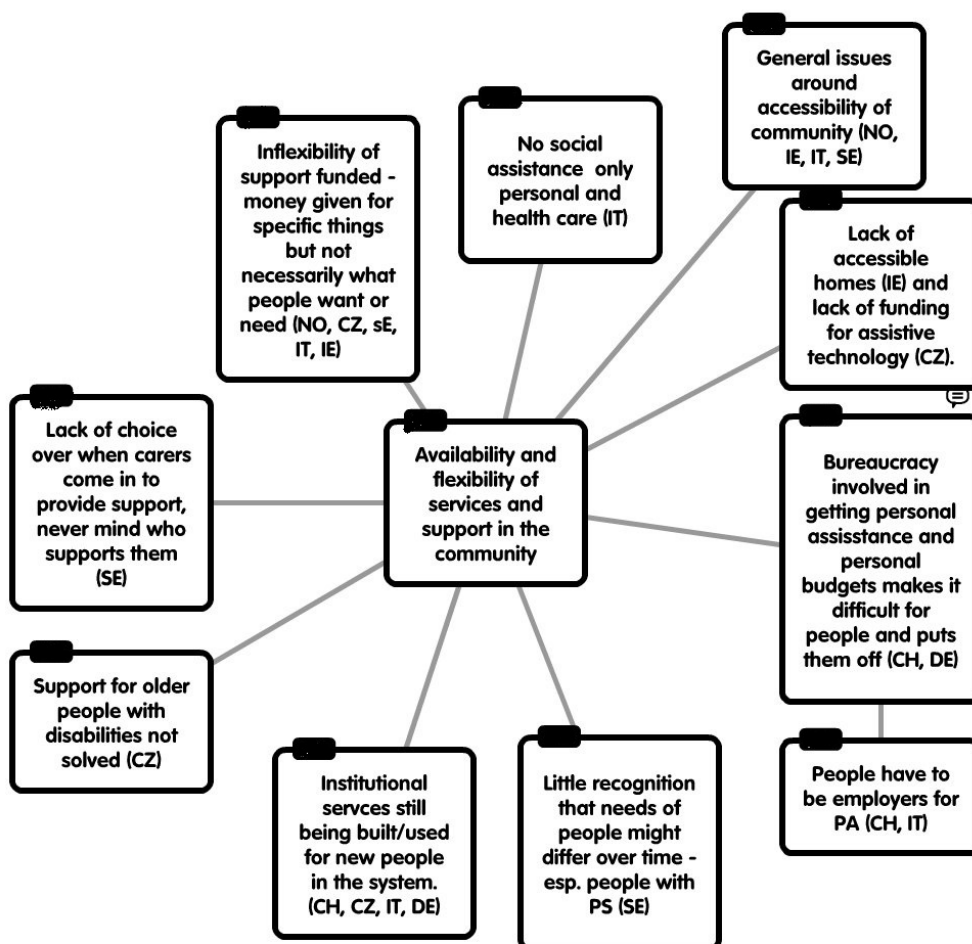 General issues
around
accessibility of
community (NO,
IE, IT, SE)
No social
assistance only
personal and
health care (IT)
Inflexibility of
support funded -
money given for
specific things
but not
necessarily what
people want or
need (NO, CZ, sE,
IT, IE)
Lack of
accessible
homes (IE) and
lack of funding
for assistive
technology (CZ).
Lack of choice
over when carers
come in to
provide support,
never mind who
supports them
(SE)
Availability and
flexibility of
services and
support in the
community
Bureaucracy
involved in
getting personal
assisstance and
personal
budgets makes it
difficult for
people and puts
them off (CH, DE)
Support for older
people with
disabilities not
solved (CZ)
Institutional
servces still
being built/used
for new people
in the system.
(CH, CZ, IT, DE)
Little recognition
that needs of
people might
differ over time -
esp. people with
PS (SE)
People have to
be employers for
PA (CH, IT)